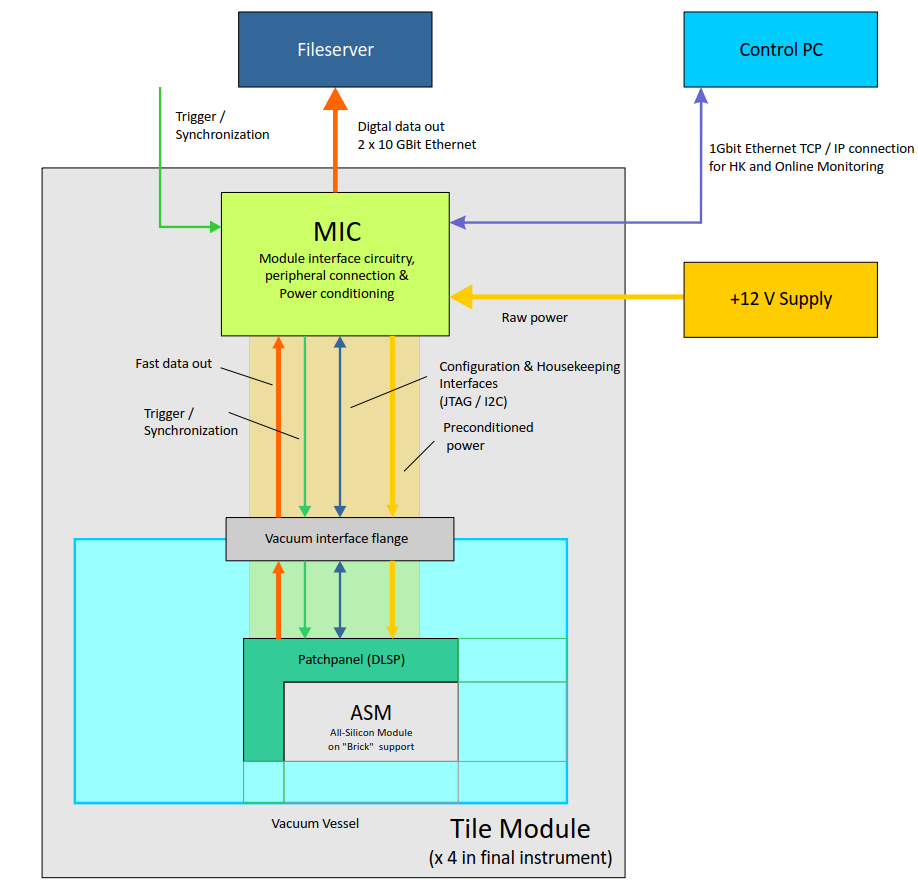 Fileserver
Control PC
Trigger /
Synchronization
Digtal data out
2 x 10 GBit Ethernet
1Gbit Ethernet TCP / IP connection
for HK and Online Monitoring
MIC
Module interface circuitry,
peripheral connection &
Power conditioning
+12 V Supply
Raw power
Fast data out
Configuration & Housekeeping
Interfaces
(JTAG / I2C)
Trigger /
Synchronization
Preconditioned
power
Vacuum interface flange
Patchpanel (DLSP)
ASM
All-Silicon Module
on "Brick" support
Vacuum Vessel
Tile Module
(x 4 in final instrument)